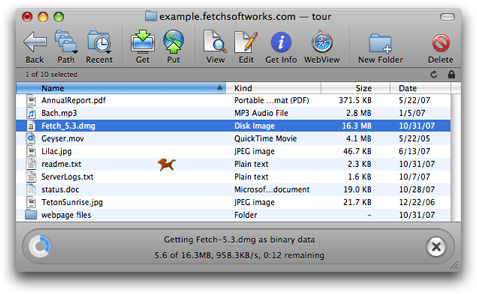 example.fetchsoftworks.com — tour
Back Path Recent Get Put View Edit Get Info WebView New Folder Delete
1 of 10 selected
Name Kind Size Date
AnnualReport.pdf Portable ...mat (PDF) 371.5 KB 5/22/07
Bach.mp3 MP3 Audio File 2.8 MB 1/5/07
Fetch_5.3.dmg Disk Image 16.3 MB 10/31/07
Geyser.mov QuickTime Movie 4.1 MB 5/22/05
Lilac.jpg JPEG image 46.7 KB 6/13/07
readme.txt Plain text 2.3 KB 10/31/07
ServerLogs.txt Plain text 1.6 KB 10/7/07
status.doc Microsof...document 19.0 KB 10/28/07
TetonSunrise.jpg JPEG image 21.7 KB 12/22/06
webpage files Folder – 10/31/07
Getting Fetch-5.3.dmg as binary data
5.6 of 16.3MB, 958.3KB/s, 0:12 remaining